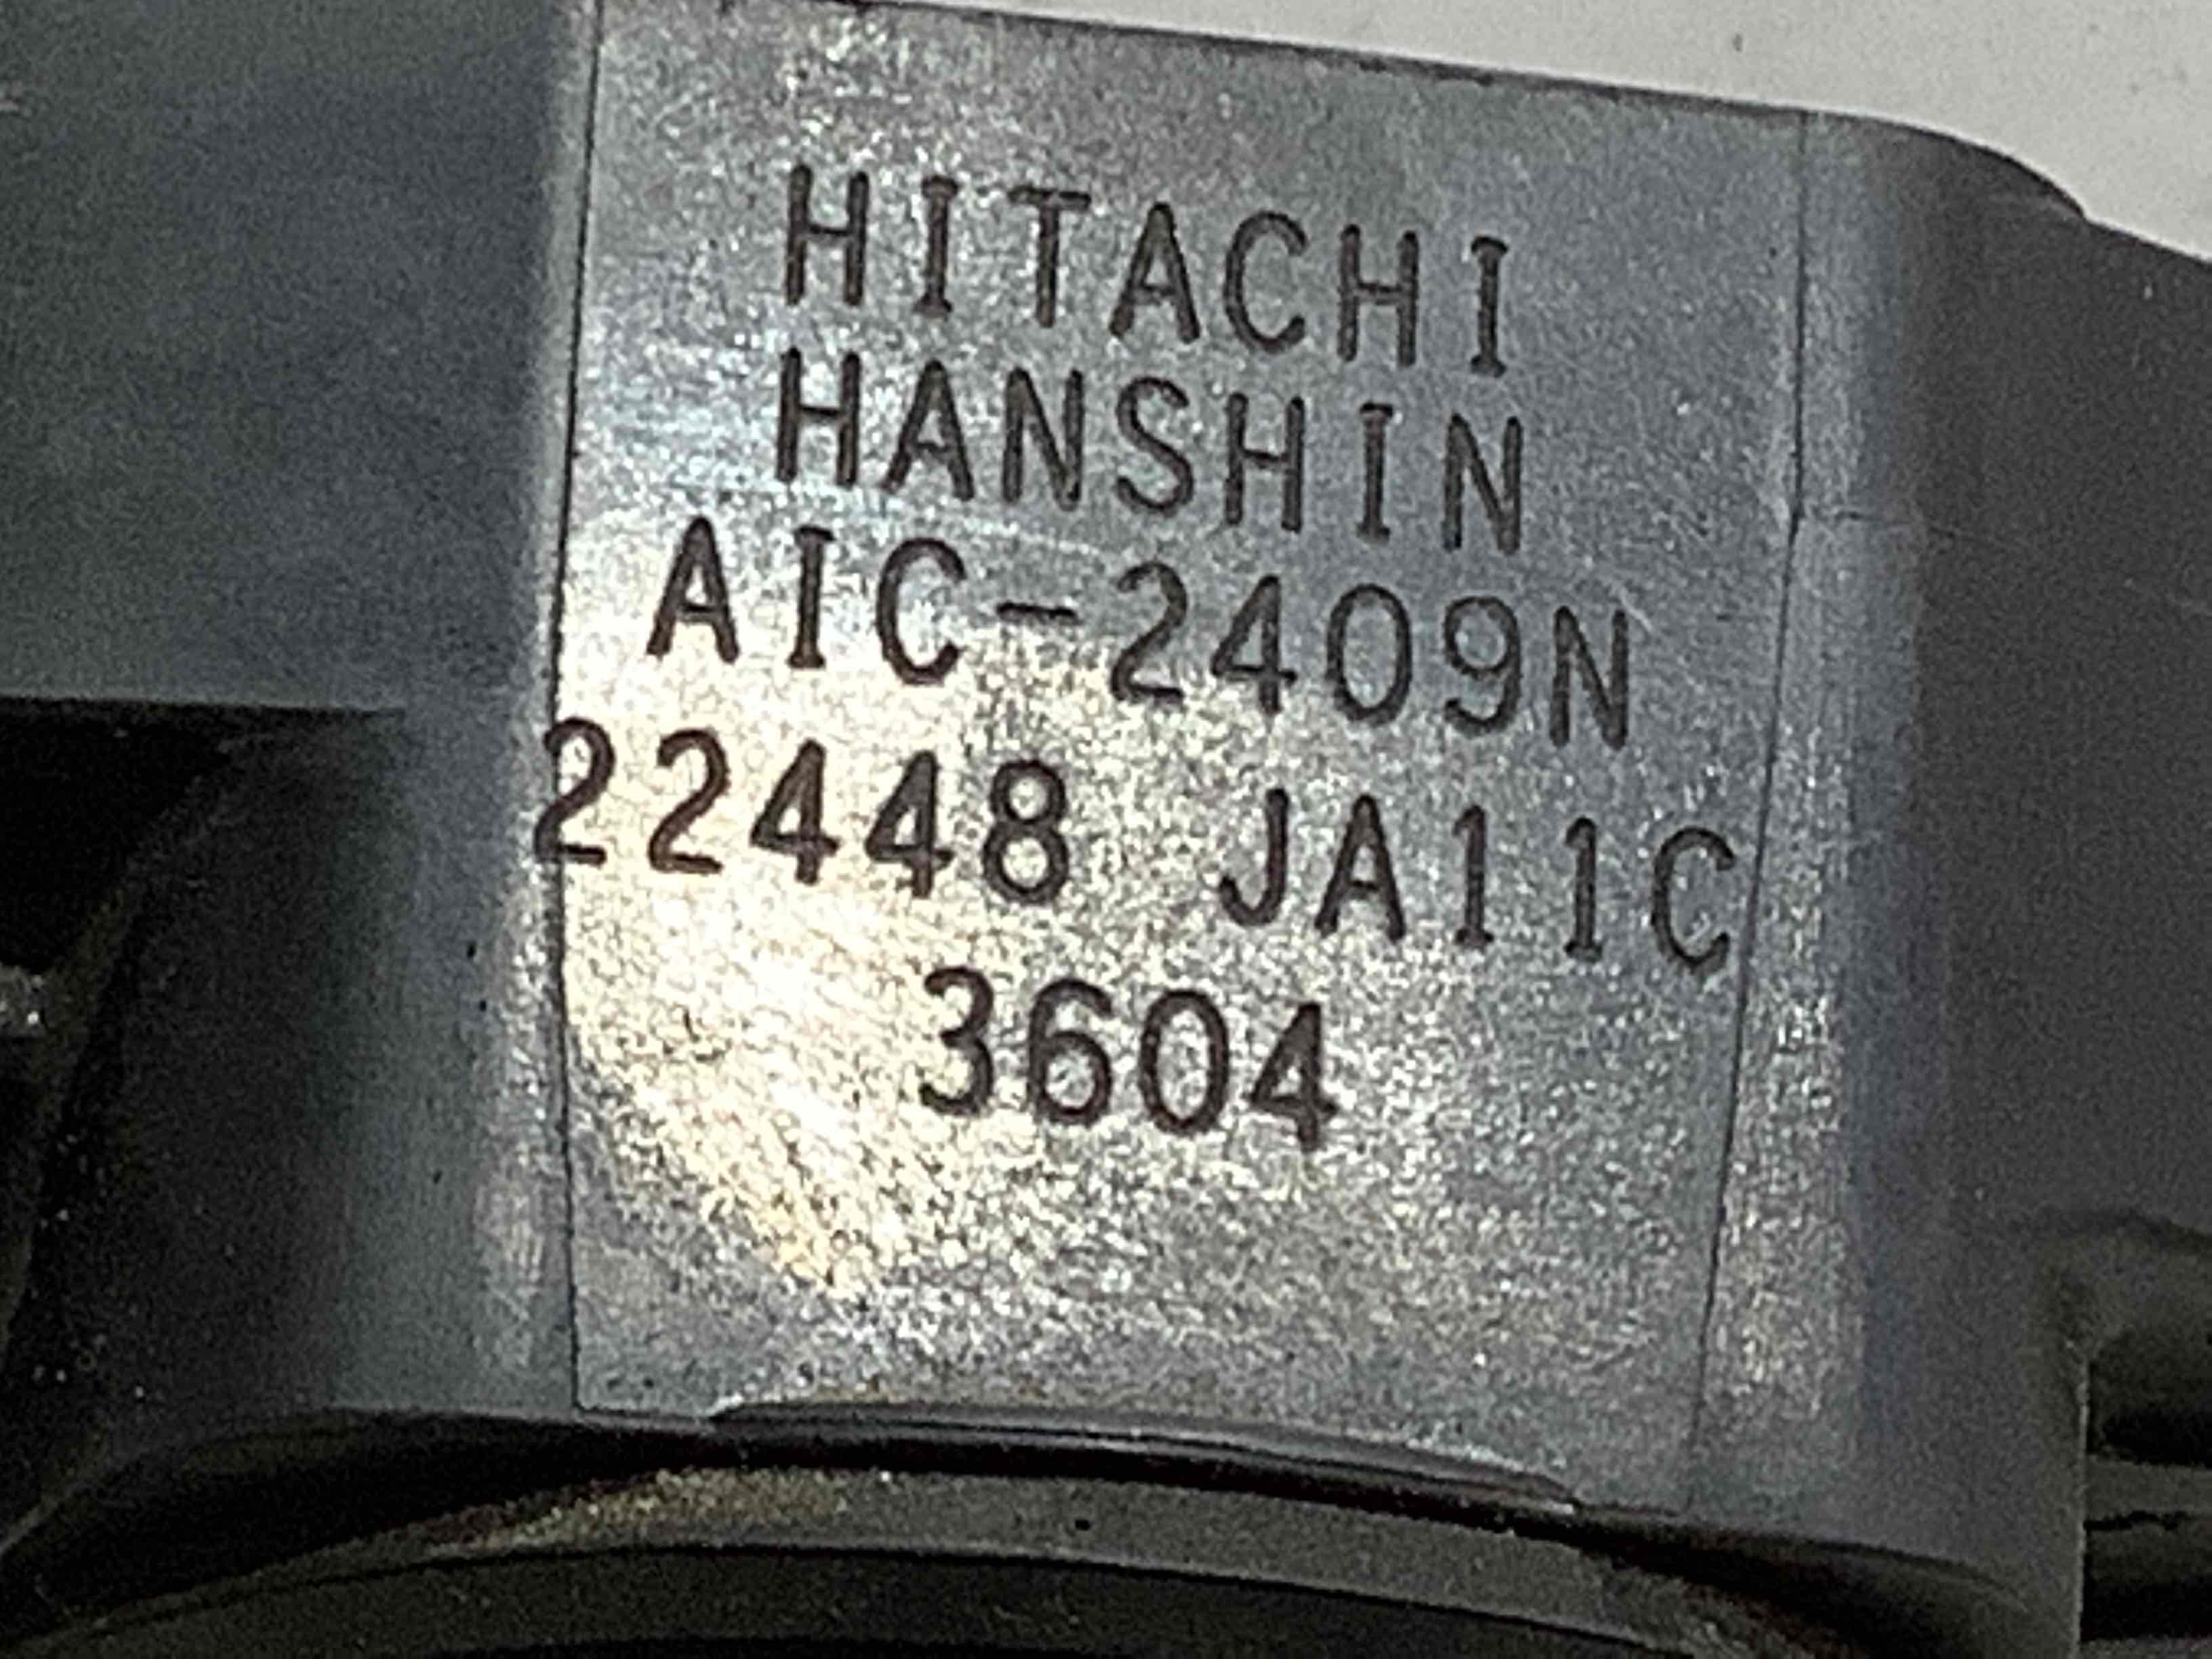 HITACHI
HANSHIN
AIC-2409N
22448 JA11C
3604